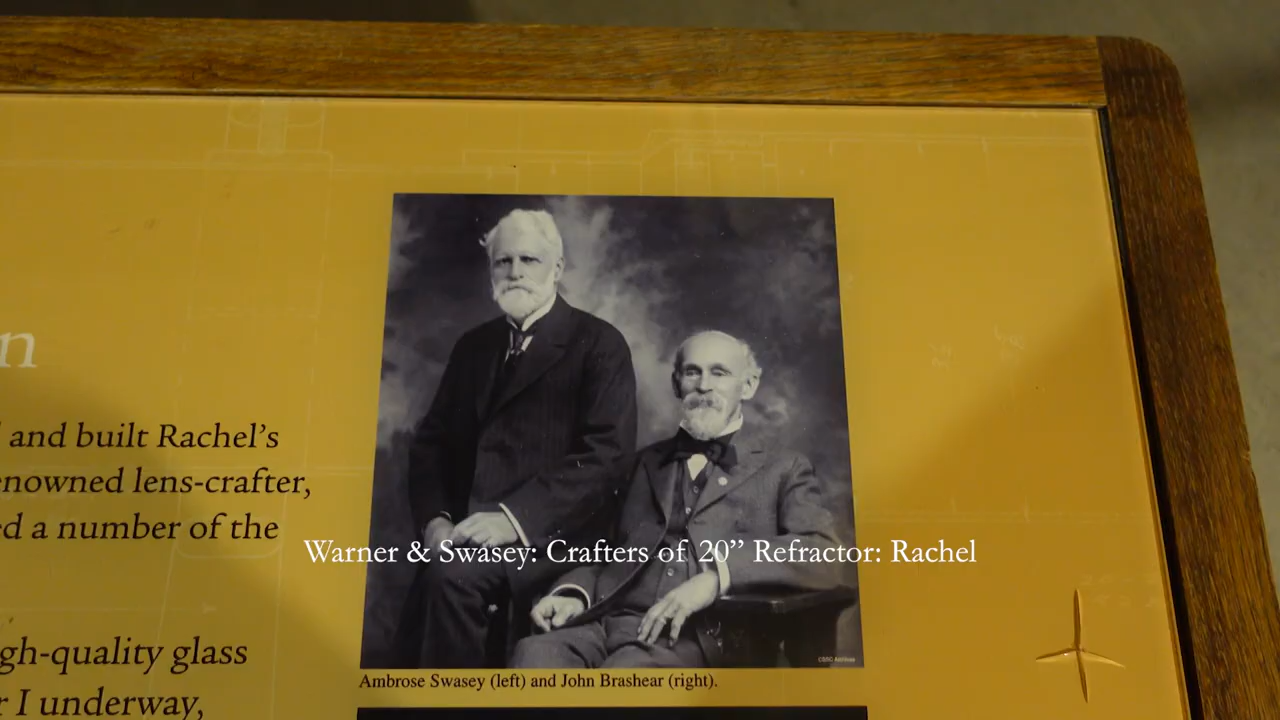 n
and built Rachel's
enowned lens-crafter,
ed a number of the
Warner & Swasey: Crafters of 20” Refractor: Rachel
gh-quality glass
r I underway,
Ambrose Swasey (left) and John Brashear (right).